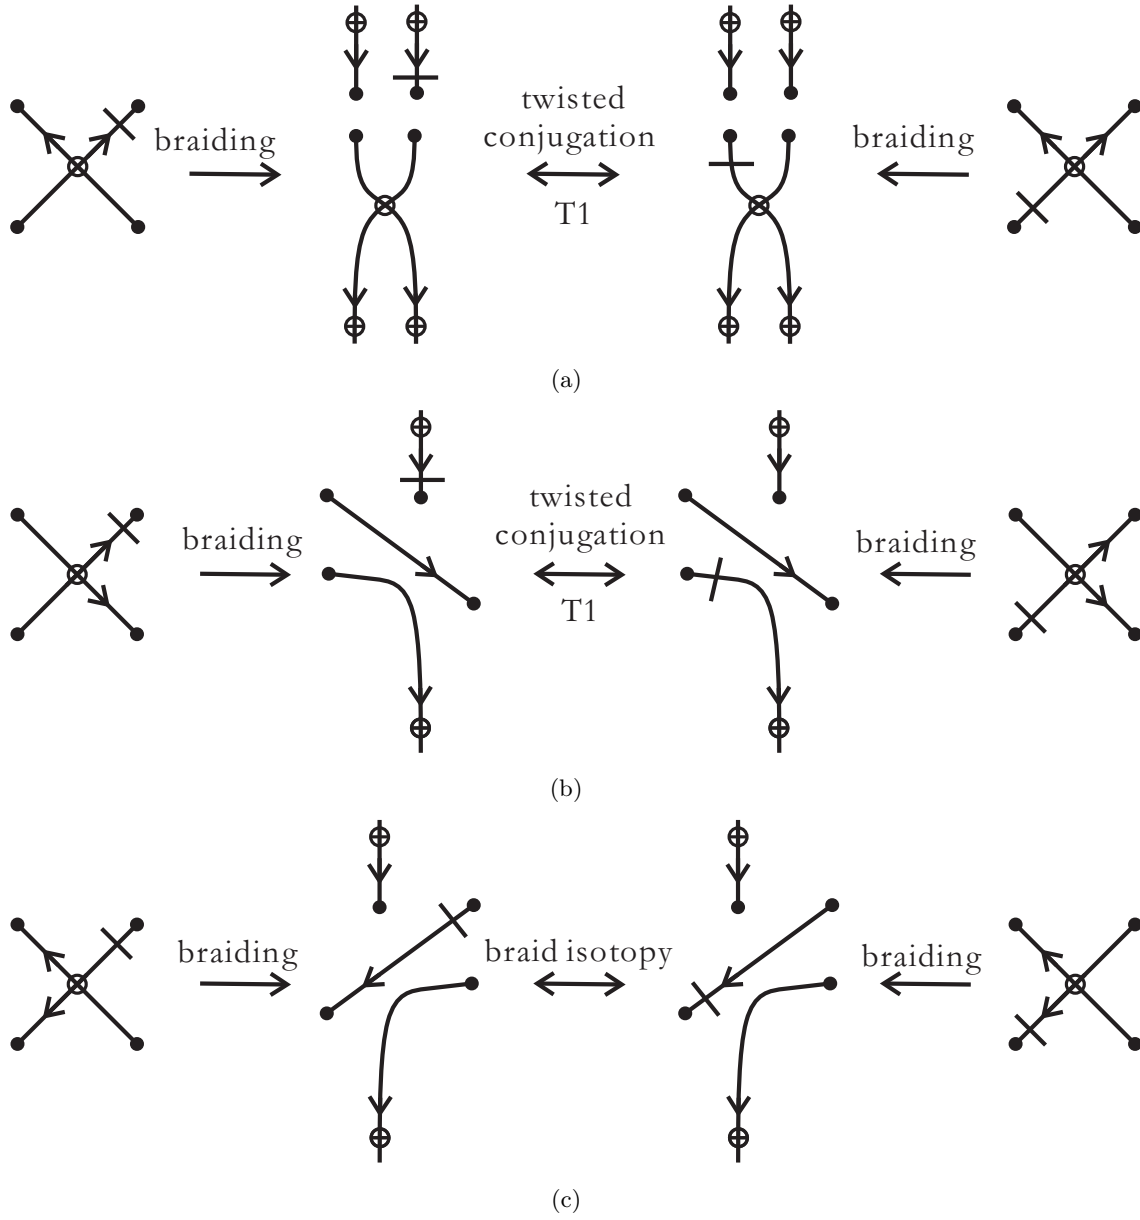 twisted
braiding conjugation braiding
T1
(a)
twisted
braiding conjugation braiding
T1
(b)
braiding braid isotopy braiding
(c)